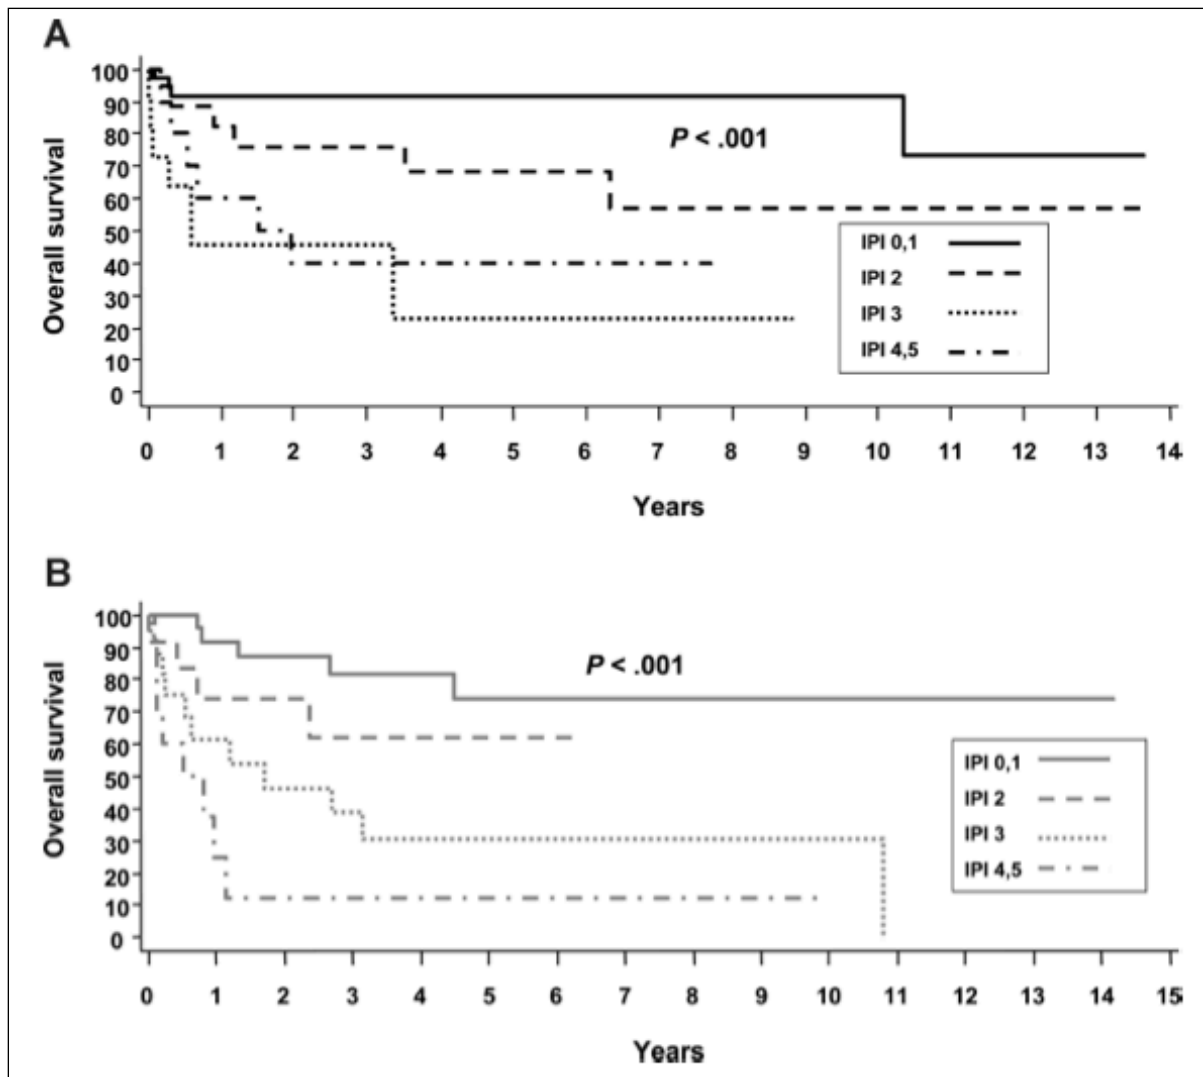 A
100
90
80
70
60
50
40
30
20
10
0
Overall survival
P < .001
IPI 0,1
IPI 2
IPI 3
IPI 4,5
0 1 2 3 4 5 6 7 8 9 10 11 12 13 14
Years
B
100
90
80
70
60
50
40
30
20
10
0
Overall survival
P < .001
IPI 0,1
IPI 2
IPI 3
IPI 4,5
0 1 2 3 4 5 6 7 8 9 10 11 12 13 14 15
Years